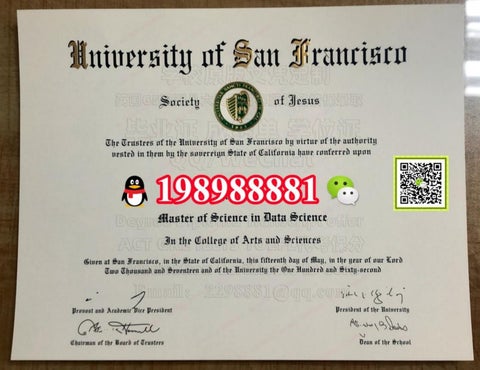 University of San Francisco
Society of Jesus
The Trustees of the University of San Francisco by virtue of the authority
vested in them by the sovereign State of California have conferred upon
198988881
Master of Science in Data Science
In the College of Arts and Sciences
Given at San Francisco, in the State of California, this fifteenth day of May, in the year of our Lord
Two Thousand and Seventeen and of the University the One Hundred and Sixty-second
Provost and Academic Vice President
President of the University
Chairman of the Board of Trustees
Dean of the School